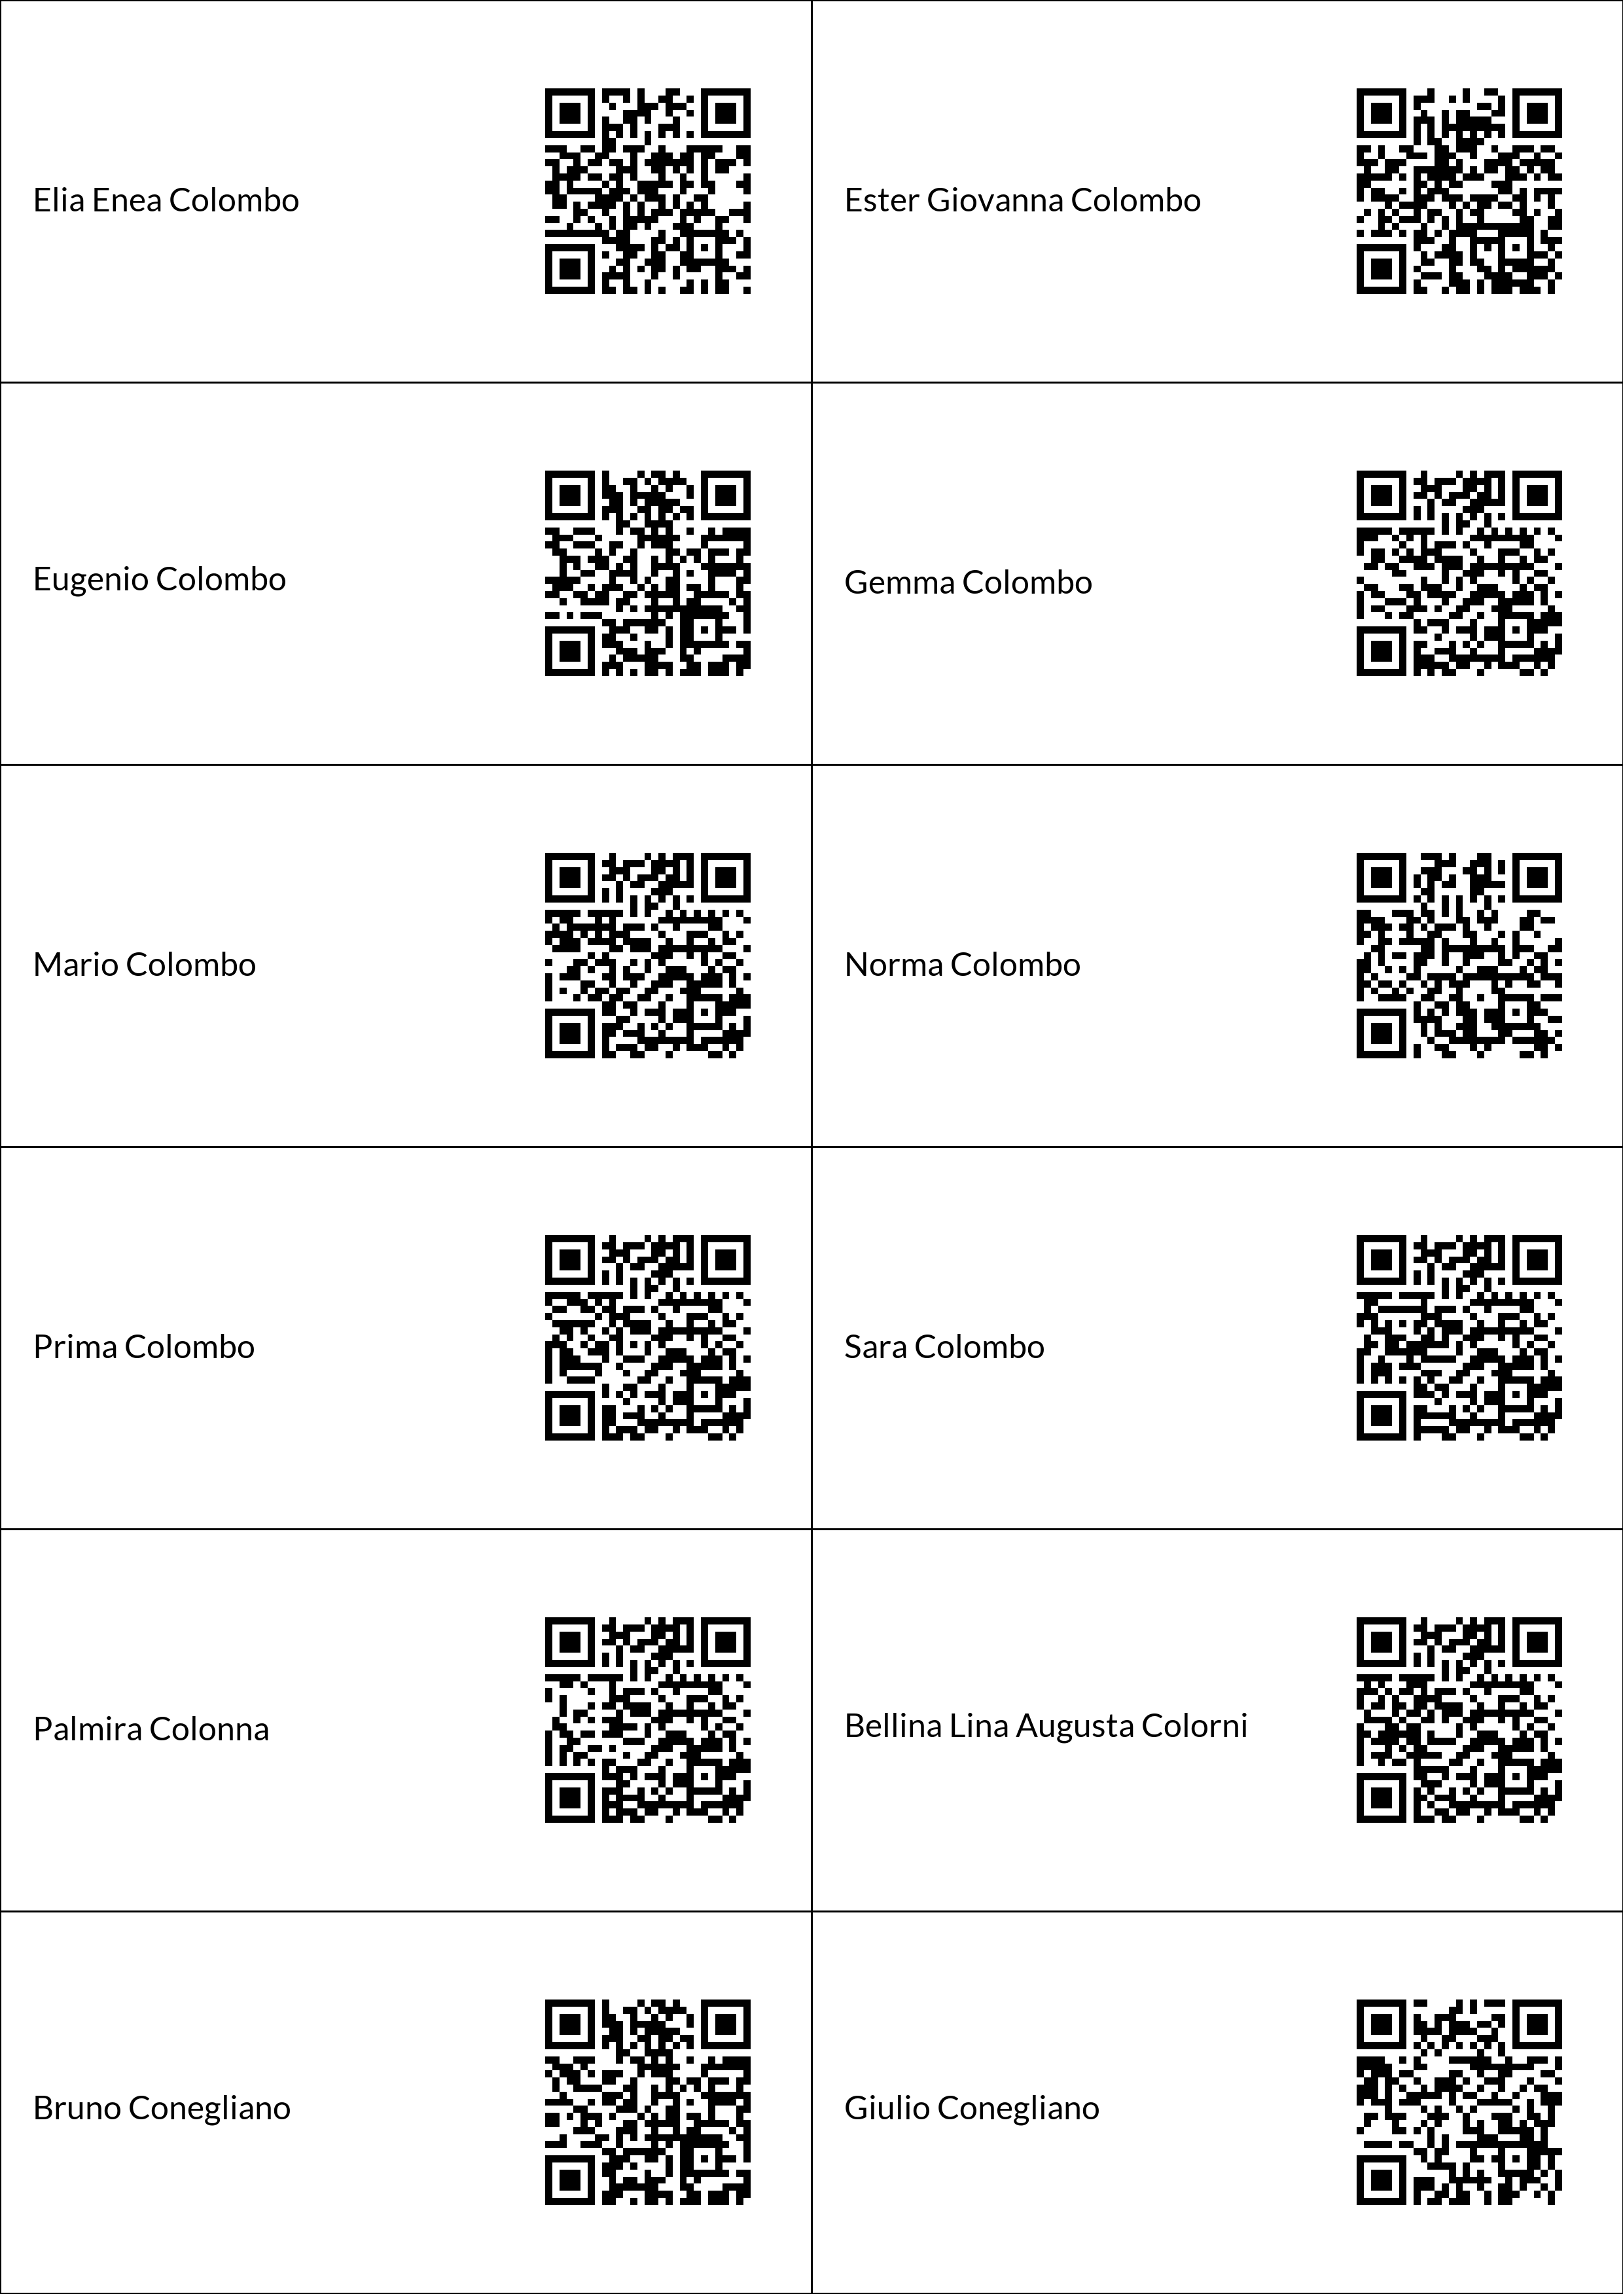 Elia Enea Colombo
Ester Giovanna Colombo
Eugenio Colombo
Gemma Colombo
Mario Colombo
Norma Colombo
Prima Colombo
Sara Colombo
Palmira Colonna
Bellina Lina Augusta Colorni
Bruno Conegliano
Giulio Conegliano